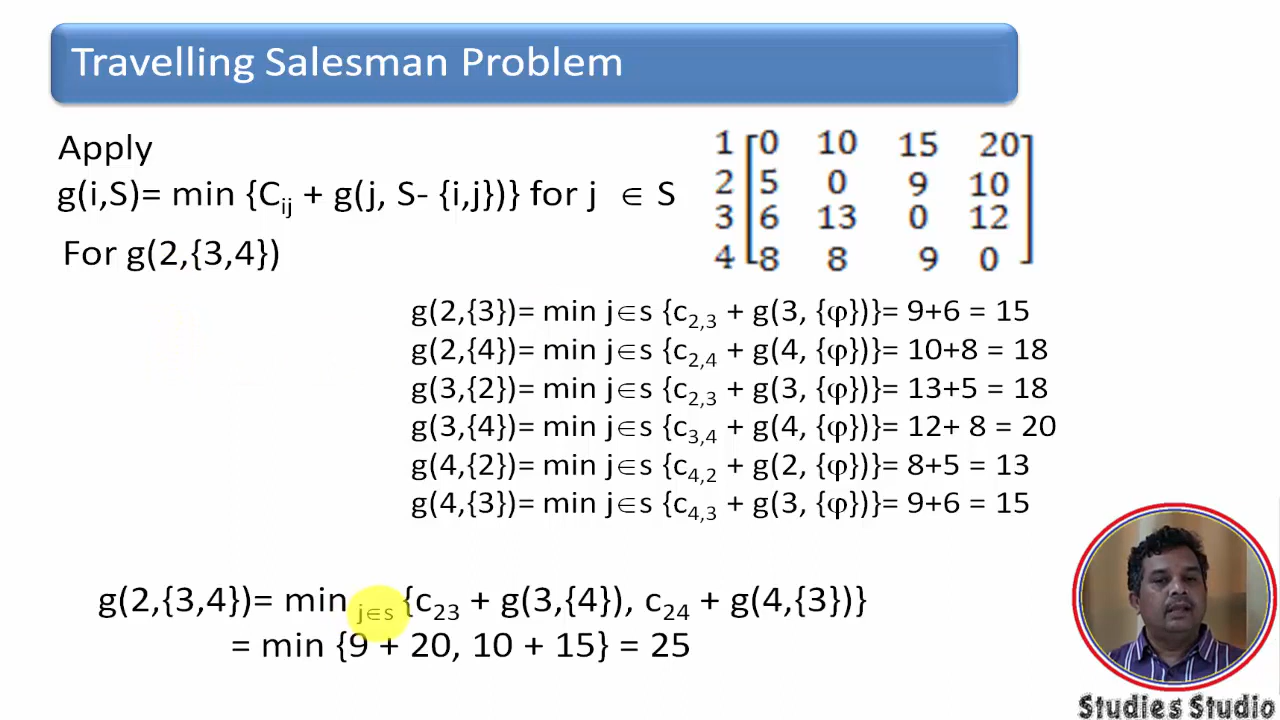 Travelling Salesman Problem
Apply
g(i,S)= min {Cij + g(j, S- {i,j})} for j ∈ S
For g(2,{3,4})
1 0 10 15 20
2 5 0 9 10
3 6 13 0 12
4 8 8 9 0
g(2,{3})= min j∈s {c2,3 + g(3, {φ})}= 9+6 = 15
g(2,{4})= min j∈s {c2,4 + g(4, {φ})}= 10+8 = 18
g(3,{2})= min j∈s {c2,3 + g(3, {φ})}= 13+5 = 18
g(3,{4})= min j∈s {c3,4 + g(4, {φ})}= 12+ 8 = 20
g(4,{2})= min j∈s {c4,2 + g(2, {φ})}= 8+5 = 13
g(4,{3})= min j∈s {c4,3 + g(3, {φ})}= 9+6 = 15
g(2,{3,4})= min j∈s {c23 + g(3,{4}), c24 + g(4,{3})}
= min {9 + 20, 10 + 15} = 25
Studies Studio